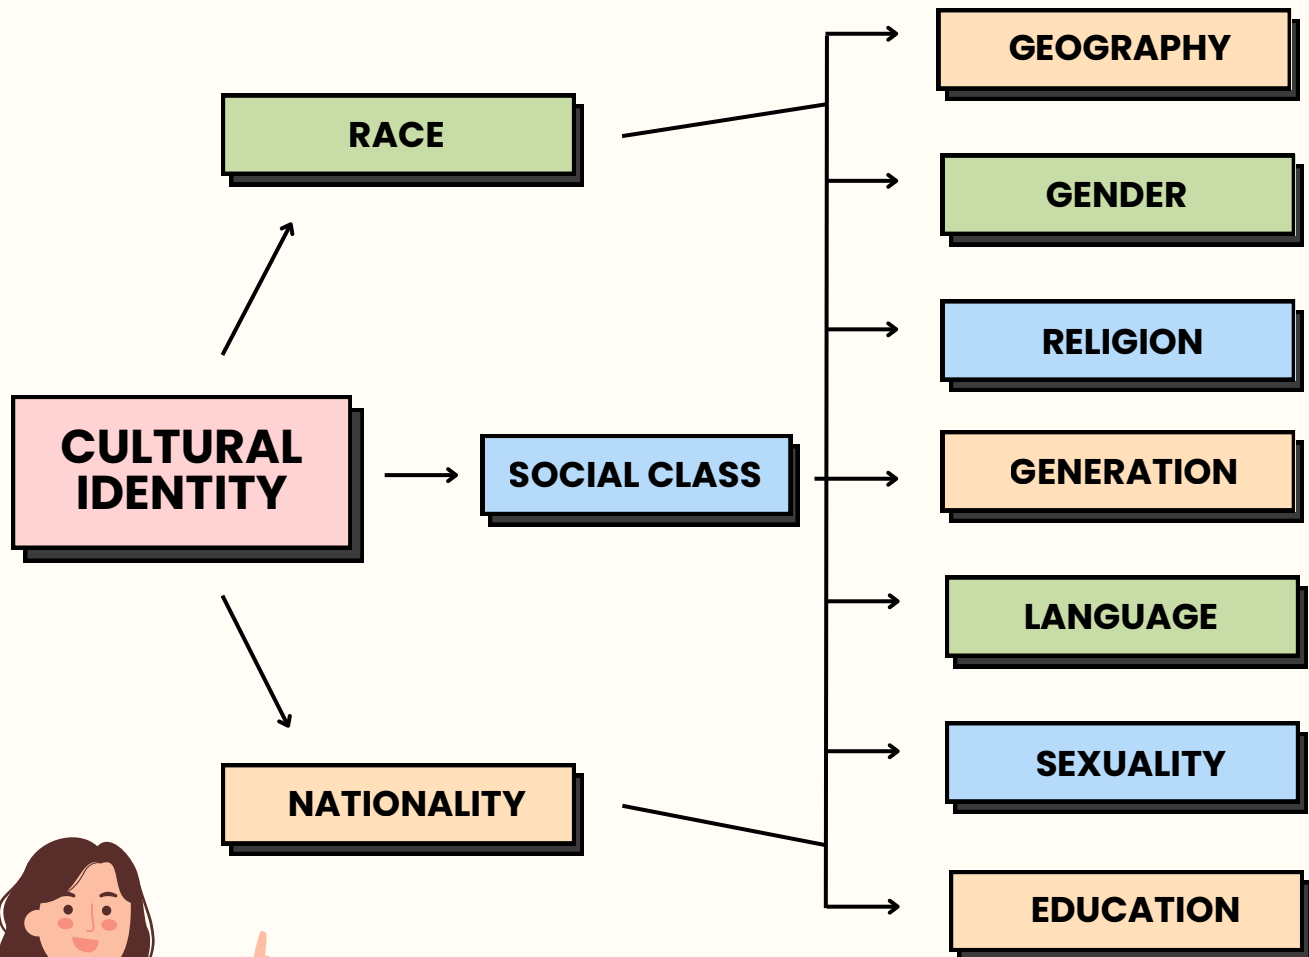 GEOGRAPHY
RACE
GENDER
RELIGION
CULTURAL
IDENTITY
SOCIAL CLASS
GENERATION
LANGUAGE
SEXUALITY
NATIONALITY
EDUCATION